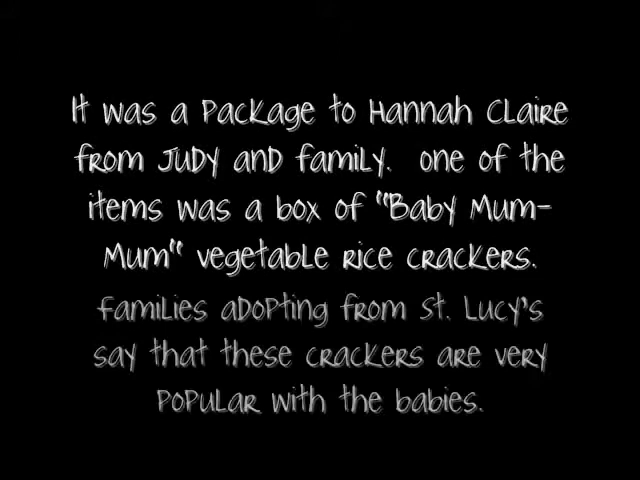 It was a package to Hannah Claire
from Judy and family. one of the
items was a box of "Baby Mum-
Mum" vegetable rice crackers.
Families adopting from St. Lucy's
say that these crackers are very
popular with the babies.